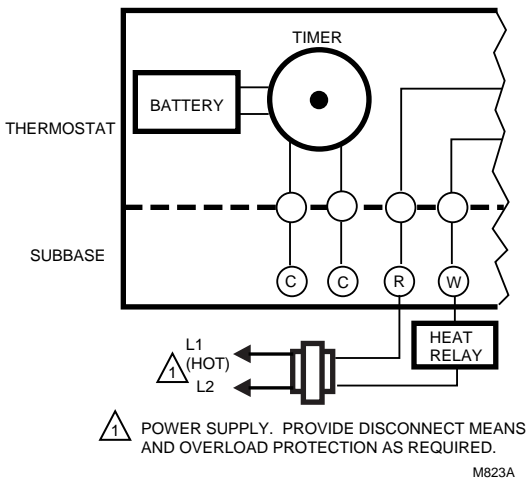 TIMER
BATTERY
THERMOSTAT
SUBBASE
C C R W
L1
(HOT)
1
L2
HEAT
RELAY
1 POWER SUPPLY. PROVIDE DISCONNECT MEANS
AND OVERLOAD PROTECTION AS REQUIRED.
M823A